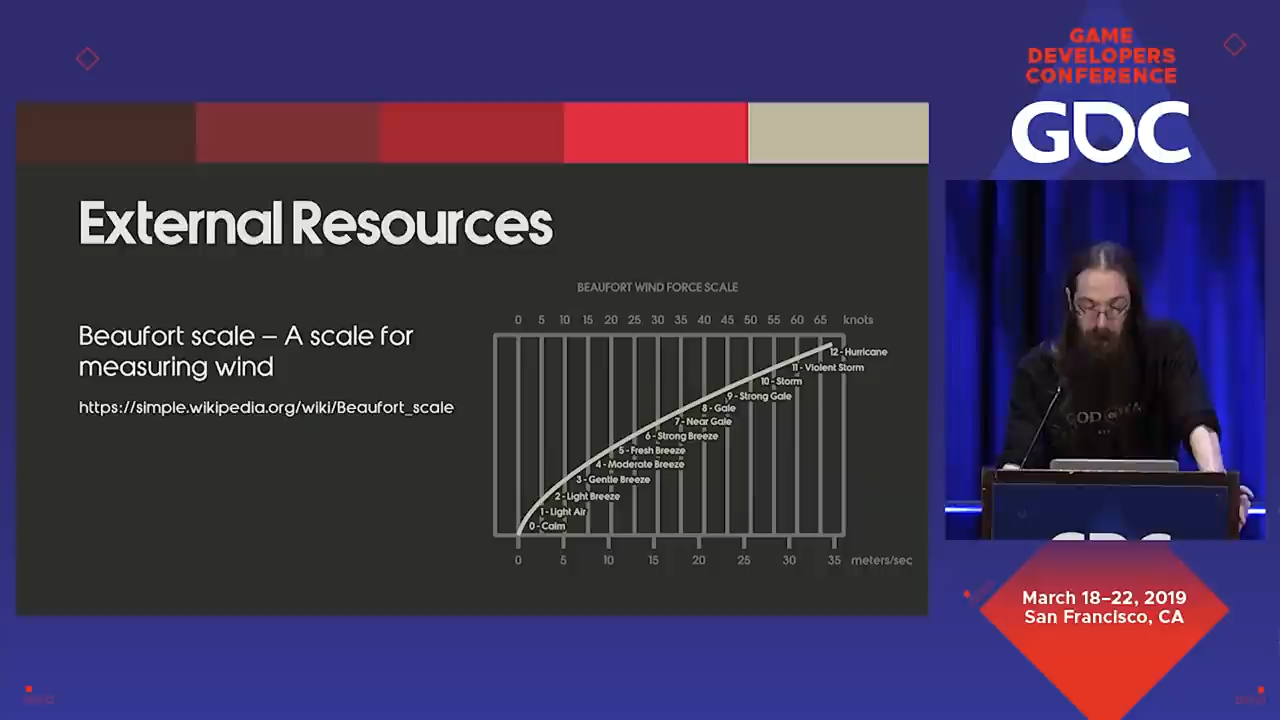 GAME
DEVELOPERS
CONFERENCE
GDC
External Resources
Beaufort scale – A scale for
measuring wind
https://simple.wikipedia.org/wiki/Beaufort_scale
BEAUFORT WIND FORCE SCALE
0 5 10 15 20 25 30 35 40 45 50 55 60 65 knots
12 - Hurricane
11 - Violent Storm
10 - Storm
9 - Strong Gale
8 - Gale
7 - Near Gale
6 - Strong Breeze
5 - Fresh Breeze
4 - Moderate Breeze
3 - Gentle Breeze
2 - Light Breeze
1 - Light Air
0 - Calm
0 5 10 15 20 25 30 35 meters/sec
GDC
March 18–22, 2019
San Francisco, CA